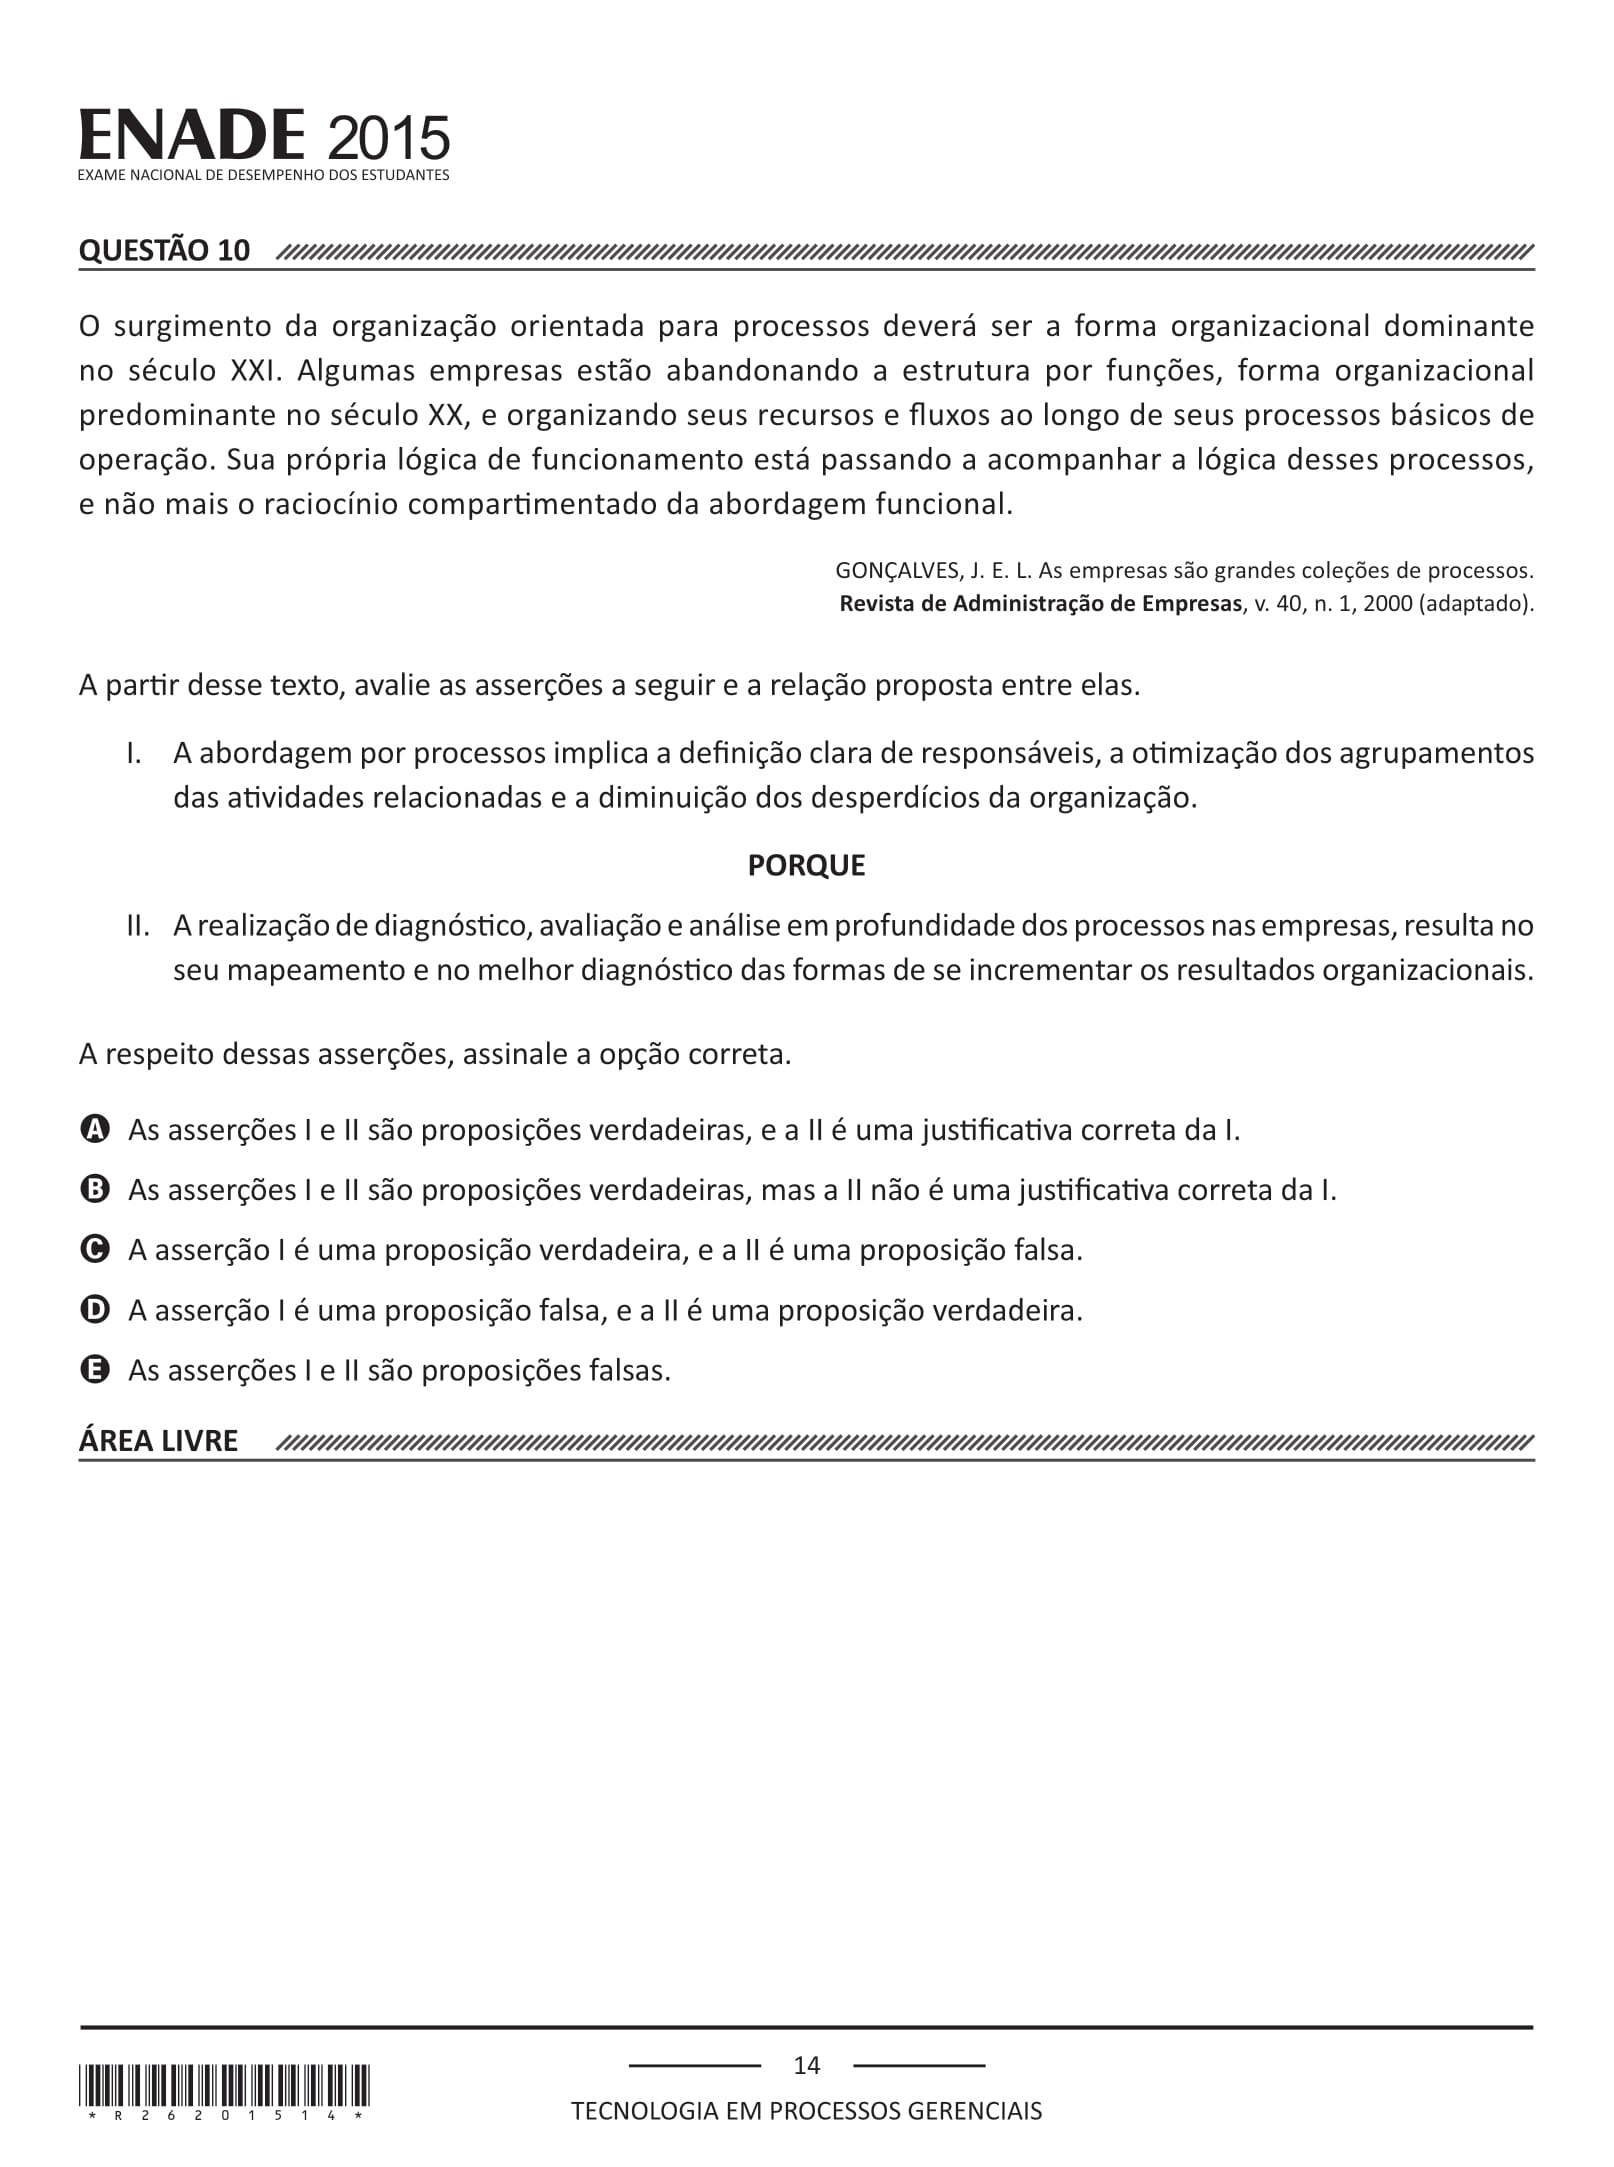 ENADE 2015
EXAME NACIONAL DE DESEMPENHO DOS ESTUDANTES
QUESTÃO 10
O surgimento da organização orientada para processos deverá ser a forma organizacional dominante
no século XXI. Algumas empresas estão abandonando a estrutura por funções, forma organizacional
predominante no século XX, e organizando seus recursos e fluxos ao longo de seus processos básicos de
operação. Sua própria lógica de funcionamento está passando a acompanhar a lógica desses processos,
e não mais o raciocínio compartimentado da abordagem funcional.
GONÇALVES, J. E. L. As empresas são grandes coleções de processos.
Revista de Administração de Empresas, v. 40, n. 1, 2000 (adaptado).
A partir desse texto, avalie as asserções a seguir e a relação proposta entre elas.
I. A abordagem por processos implica a definição clara de responsáveis, a otimização dos agrupamentos
das atividades relacionadas e a diminuição dos desperdícios da organização.
PORQUE
II. A realização de diagnóstico, avaliação e análise em profundidade dos processos nas empresas, resulta no
seu mapeamento e no melhor diagnóstico das formas de se incrementar os resultados organizacionais.
A respeito dessas asserções, assinale a opção correta.
A As asserções I e II são proposições verdadeiras, e a II é uma justificativa correta da I.
B As asserções I e II são proposições verdadeiras, mas a II não é uma justificativa correta da I.
C A asserção I é uma proposição verdadeira, e a II é uma proposição falsa.
D A asserção I é uma proposição falsa, e a II é uma proposição verdadeira.
E As asserções I e II são proposições falsas.
ÁREA LIVRE
14
*R26201514*
TECNOLOGIA EM PROCESSOS GERENCIAIS